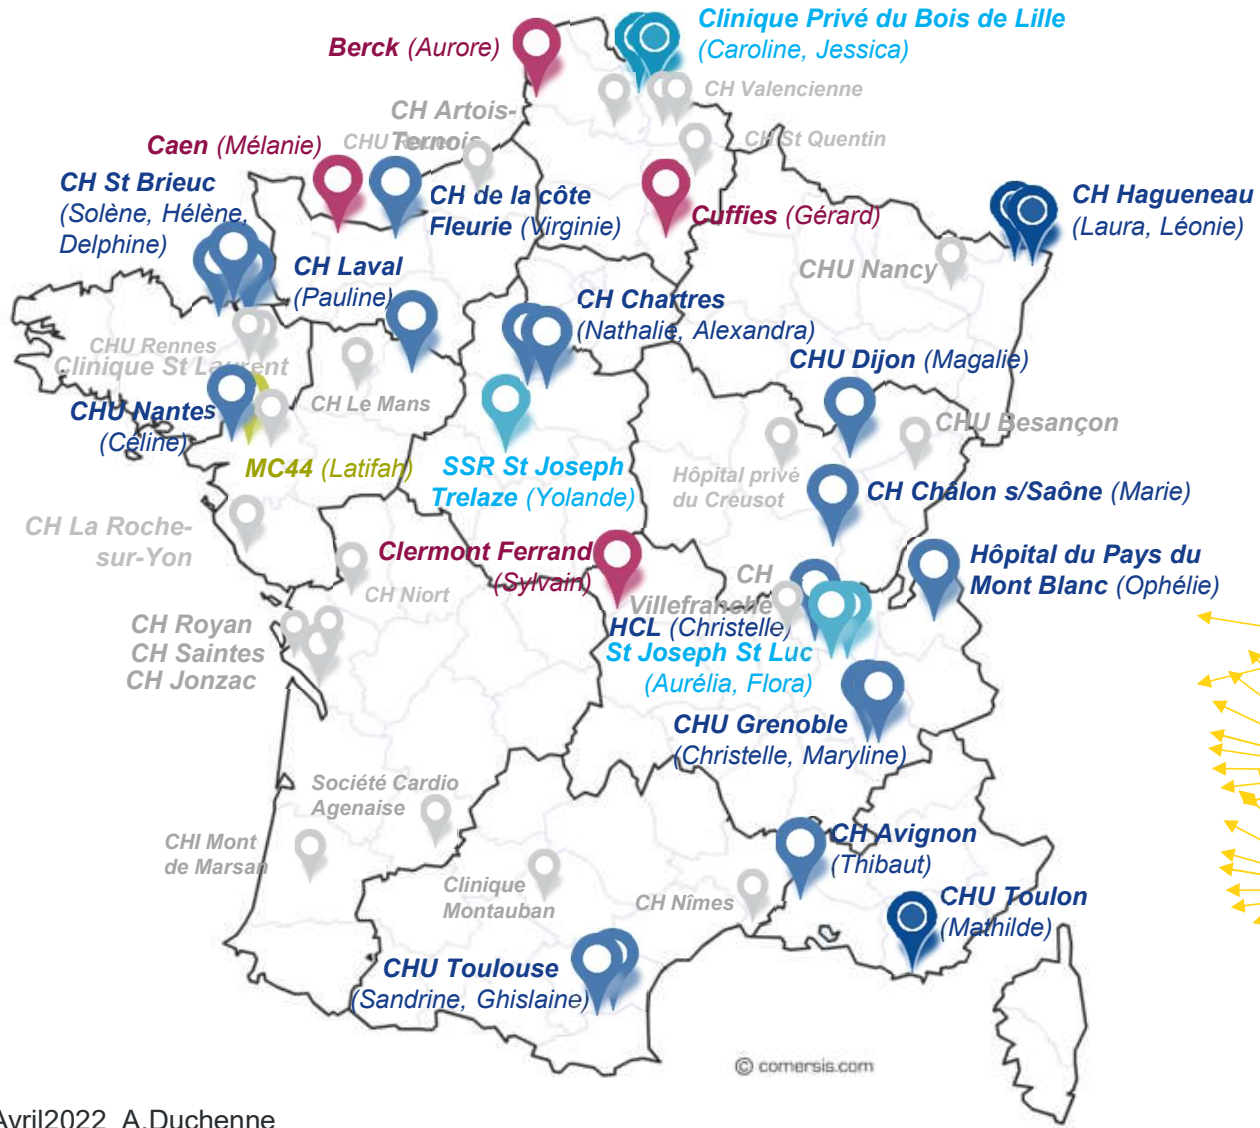 Clinique Privé du Bois de Lille
(Caroline, Jessica)
Berck (Aurore)
CH Valencienne
CH Artois-
Ternois
CHU
CH St Quentin
Caen (Mélanie)
CH St Brieuc
(Solène, Hélène,
Delphine)
CH de la côte
Fleurie (Virginie)
Cuffies (Gérard)
CH Hagueneau
(Laura, Léonie)
CHU Nancy
CH Laval
(Pauline)
CH Chartres
(Nathalie, Alexandra)
CHU Rennes
Clinique St Laurent
CHU Dijon (Magalie)
CH Le Mans
CHU Nantes
(Céline)
CHU Besançon
MC44 (Latifah)
SSR St Joseph
Trelaze (Yolande)
Hôpital privé
du Creusot
CH Châlon s/Saône (Marie)
CH La Roche-
sur-Yon
Clermont Ferrand
(Sylvain)
Hôpital du Pays du
Mont Blanc (Ophélie)
CH Niort
CH
Villefranche
HCL (Christelle)
CH Royan
CH Saintes
CH Jonzac
St Joseph St Luc
(Aurélia, Flora)
CHU Grenoble
(Christelle, Maryline)
Société Cardio
Agenaise
CHI Mont
de Marsan
CH Avignon
(Thibaut)
Clinique
Montauban
CH Nîmes
CHU Toulon
(Mathilde)
CHU Toulouse
(Sandrine, Ghislaine)
© comersis.com
Avril2022 A.Duchenne